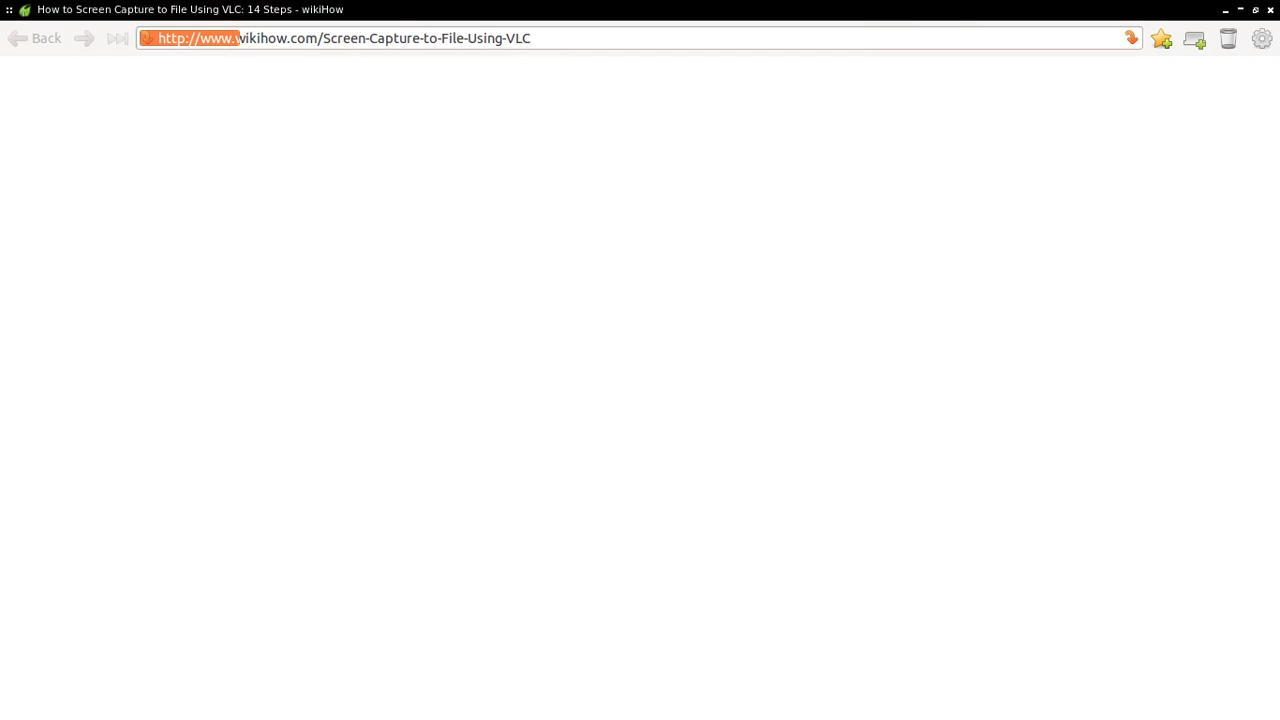 How to Screen Capture to File Using VLC: 14 Steps - wikiHow
Back
http://www.wikihow.com/Screen-Capture-to-File-Using-VLC